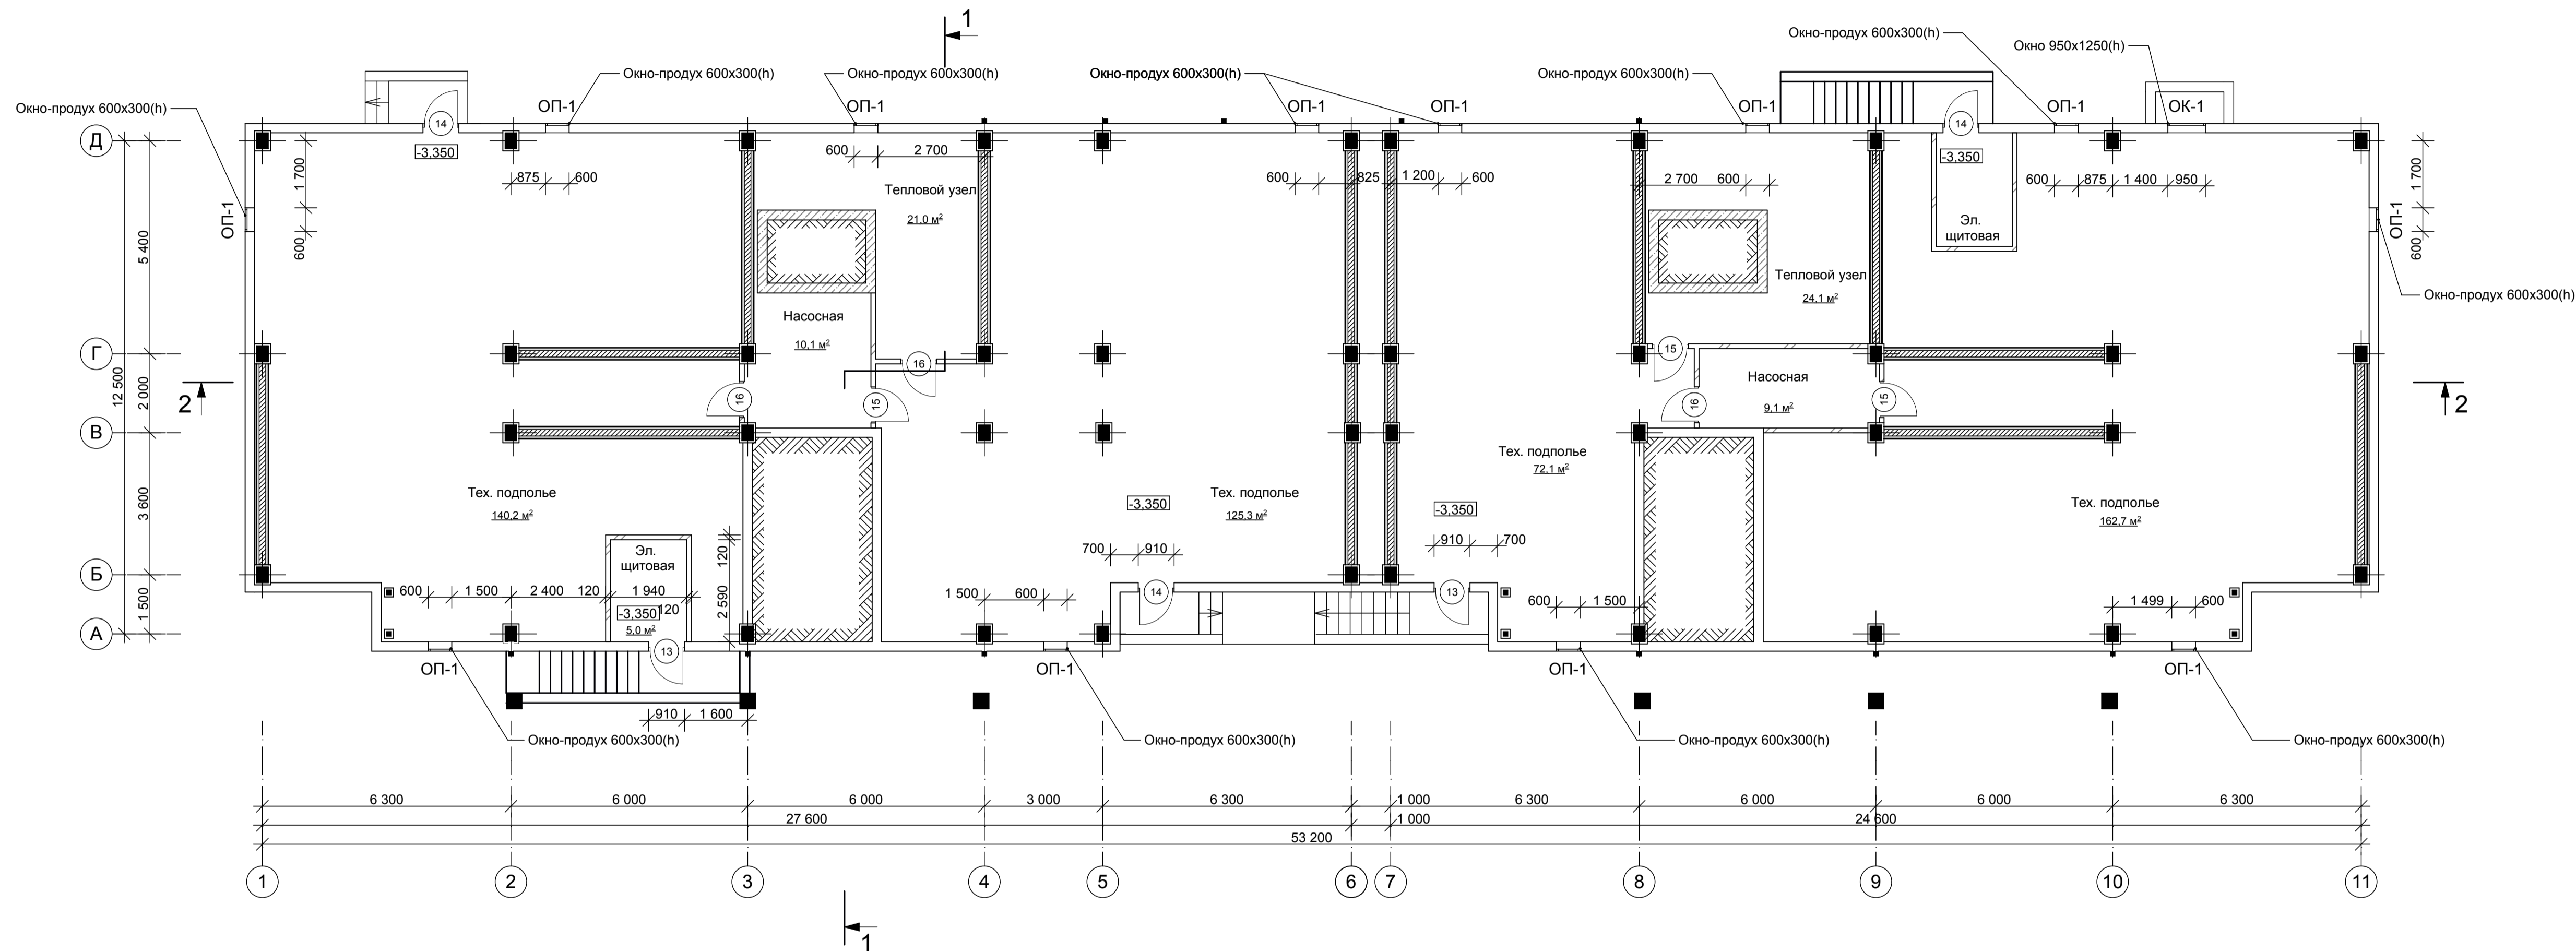 1
Окно-продух 600х300(h)
Окно 950х1250(h)
Окно-продух 600х300(h)
Окно-продух 600х300(h)
Окно-продух 600х300(h)
Окно-продух 600х300(h)
Окно-продух 600х300(h)
ОП-1
ОП-1
ОП-1
ОП-1
ОП-1
ОП-1
ОК-1
14
14
Д
-3,350
600
2 700
-3,350
875
600
600
825
1 200
600
2 700
600
600
875
1 400
950
1 700
1 700
Тепловой узел
21,0 м²
ОП-1
ОП-1
Эл.
щитовая
600
600
5 400
Тепловой узел
24,1 м²
Окно-продух 600х300(h)
Насосная
10,1 м²
Г
16
15
12 500
2 000
2
16
15
Насосная
9,1 м²
16
15
2
В
Тех. подполье
72,1 м²
3 600
Тех. подполье
140,2 м²
-3,350
Тех. подполье
125,3 м²
-3,350
Тех. подполье
162,7 м²
Эл.
щитовая
120
700
910
910
700
Б
1 500
600
1 500
2 400
120
1 940
2 590
-3,350
120
5,0 м²
1 500
600
14
13
600
1 500
1 499
600
А
13
ОП-1
ОП-1
ОП-1
ОП-1
910
1 600
Окно-продух 600х300(h)
Окно-продух 600х300(h)
Окно-продух 600х300(h)
Окно-продух 600х300(h)
6 300
6 000
6 000
3 000
6 300
1 000
6 300
6 000
6 000
6 300
27 600
1 000
24 600
53 200
1
2
3
4
5
6
7
8
9
10
11
1